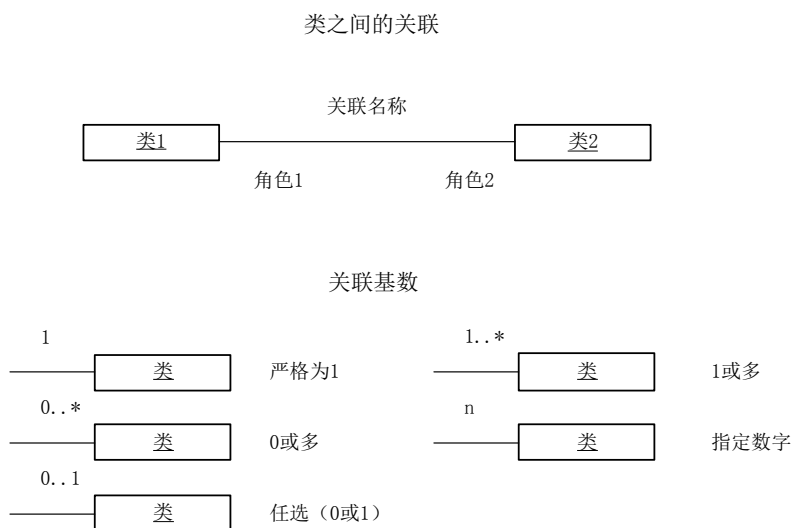 类之间的关联
关联名称
类1
类2
角色1
角色2
关联基数
1
类
严格为1
1..*
类
1或多
0..*
类
0或多
n
类
指定数字
0..1
类
任选（0或1）